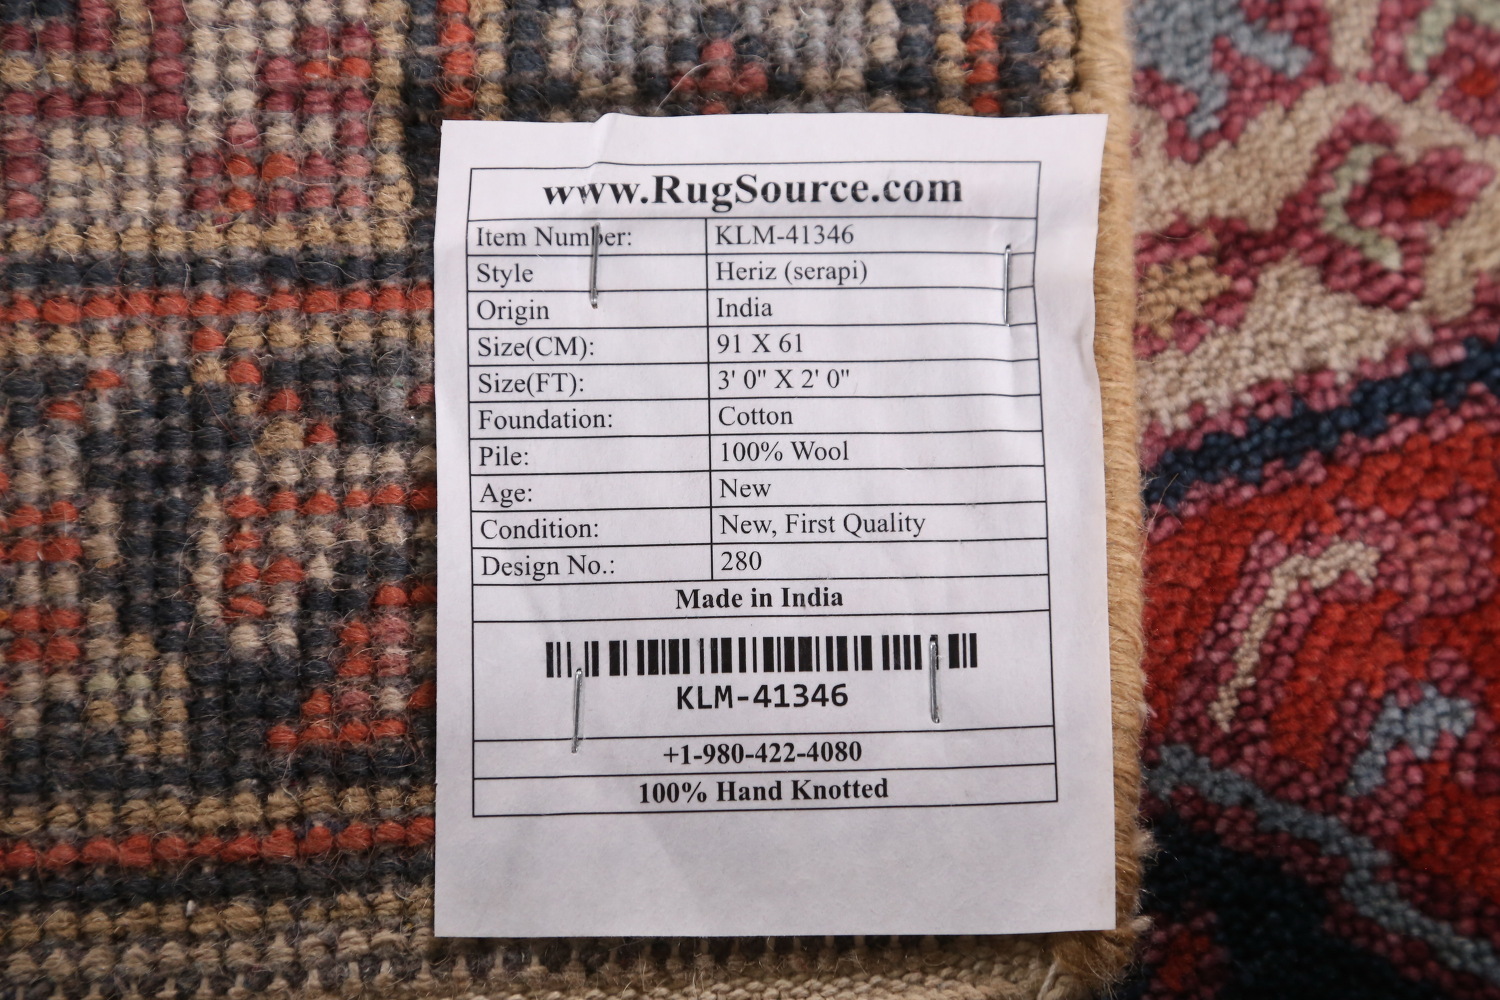 www.RugSource.com
Item Number: KLM-41346
Style Heriz (serapi)
Origin India
Size(CM): 91 X 61
Size(FT): 3' 0" X 2' 0"
Foundation: Cotton
Pile: 100% Wool
Age: New
Condition: New, First Quality
Design No.: 280
Made in India
KLM-41346
+1-980-422-4080
100% Hand Knotted